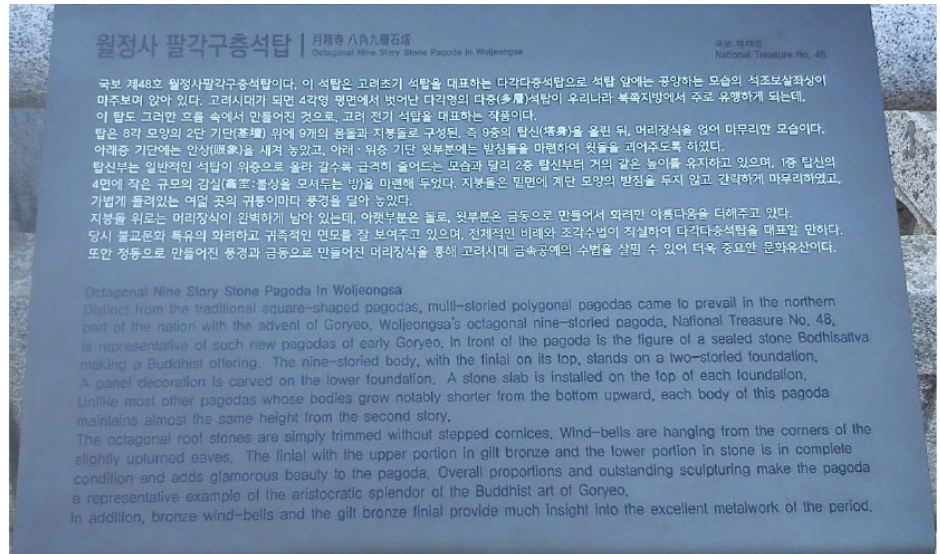 월정사 팔각구층석탑 | 月精寺 八角九層石塔
Octagonal Nine Story Stone Pagoda In Woljeongsa
국보 제48호
National Treasure No. 48
국보 제48호 월정사팔각구층석탑이다. 이 석탑은 고려초기 석탑을 대표하는 다각다층석탑으로 석탑 앞에는 공양하는 모습의 석조보살좌상이
마주보며 앉아 있다. 고려시대가 되면 4각형 평면에서 벗어난 다각형의 다층(多層)석탑이 우리나라 북쪽지방에서 주로 유행하게 되는데,
이 탑도 그러한 흐름 속에서 만들어진 것으로, 고려 전기 석탑을 대표하는 작품이다.
탑은 8각 모양의 2단 기단(基壇) 위에 9개의 몸돌과 지붕돌로 구성된, 즉 9층의 탑신(塔身)을 올린 뒤, 머리장식을 얹어 마무리한 모습이다.
아래층 기단에는 안상(眼象)을 새겨 놓았고, 아래·위층 기단 윗부분에는 받침돌을 마련하여 윗돌을 괴어주도록 하였다.
탑신부는 일반적인 석탑이 위층으로 올라 갈수록 급격히 줄어드는 모습과 달리 2층 탑신부터 거의 같은 높이를 유지하고 있으며, 1층 탑신의
4면에 작은 규모의 감실(龕室:불상을 모셔두는 방)을 마련해 두었다. 지붕돌은 밑면에 계단 모양의 받침을 두지 않고 간략하게 마무리하였고,
가볍게 들려있는 여덟 곳의 귀퉁이마다 풍경을 달아 놓았다.
지붕돌 위로는 머리장식이 완벽하게 남아 있는데, 아랫부분은 돌로, 윗부분은 금동으로 만들어서 화려한 아름다움을 더해주고 있다.
당시 불교문화 특유의 화려하고 귀족적인 면모를 잘 보여주고 있으며, 전체적인 비례와 조각수법이 착실하여 다각다층석탑을 대표할 만하다.
또한 청동으로 만들어진 풍경과 금동으로 만들어진 머리장식을 통해 고려시대 금속공예의 수법을 살필 수 있어 더욱 중요한 문화유산이다.
Octagonal Nine Story Stone Pagoda In Woljeongsa
Distinct from the traditional square-shaped pagodas, multi-storied polygonal pagodas came to prevail in the northern
part of the nation with the advent of Goryeo. Woljeongsa's octagonal nine-storied pagoda, National Treasure No. 48,
is representative of such new pagodas of early Goryeo. In front of the pagoda is the figure of a seated stone Bodhisattva
making a Buddhist offering. The nine-storied body, with the finial on its top, stands on a two-storied foundation.
A panel decoration is carved on the lower foundation. A stone slab is installed on the top of each foundation.
Unlike most other pagodas whose bodies grow notably shorter from the bottom upward, each body of this pagoda
maintains almost the same height from the second story.
The octagonal roof stones are simply trimmed without stepped cornices. Wind-bells are hanging from the corners of the
slightly upturned eaves. The finial with the upper portion in gilt bronze and the lower portion in stone is in complete
condition and adds glamorous beauty to the pagoda. Overall proportions and outstanding sculpturing make the pagoda
a representative example of the aristocratic splendor of the Buddhist art of Goryeo.
In addition, bronze wind-bells and the gilt bronze finial provide much insight into the excellent metalwork of the period.